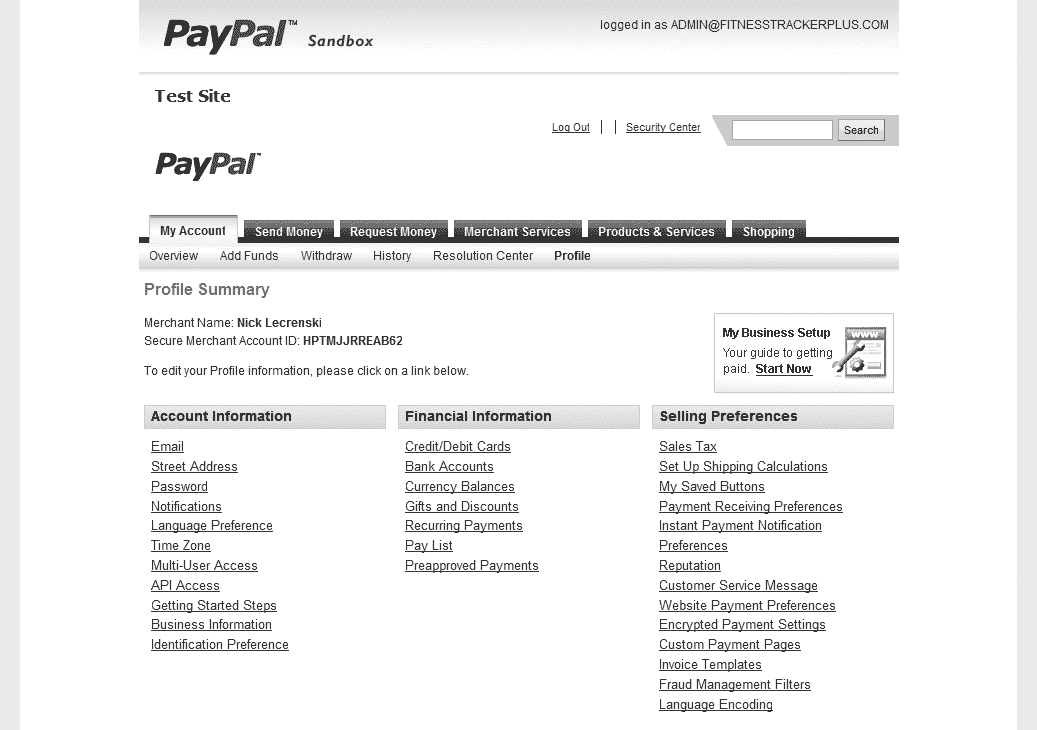 PayPal™ Sandbox
logged in as ADMIN@FITNESSTRACKERPLUS.COM
Test Site
Log Out | | Security Center Search
PayPal™
My Account Send Money Request Money Merchant Services Products & Services Shopping
Overview Add Funds Withdraw History Resolution Center Profile
Profile Summary
Merchant Name: Nick Lecrenski
Secure Merchant Account ID: HPTMJJRREAB62
To edit your Profile information, please click on a link below.
My Business Setup
Your guide to getting
paid. Start Now
WWW
Account Information
Email
Street Address
Password
Notifications
Language Preference
Time Zone
Multi-User Access
API Access
Getting Started Steps
Business Information
Identification Preference
Financial Information
Credit/Debit Cards
Bank Accounts
Currency Balances
Gifts and Discounts
Recurring Payments
Pay List
Preapproved Payments
Selling Preferences
Sales Tax
Set Up Shipping Calculations
My Saved Buttons
Payment Receiving Preferences
Instant Payment Notification
Preferences
Reputation
Customer Service Message
Website Payment Preferences
Encrypted Payment Settings
Custom Payment Pages
Invoice Templates
Fraud Management Filters
Language Encoding